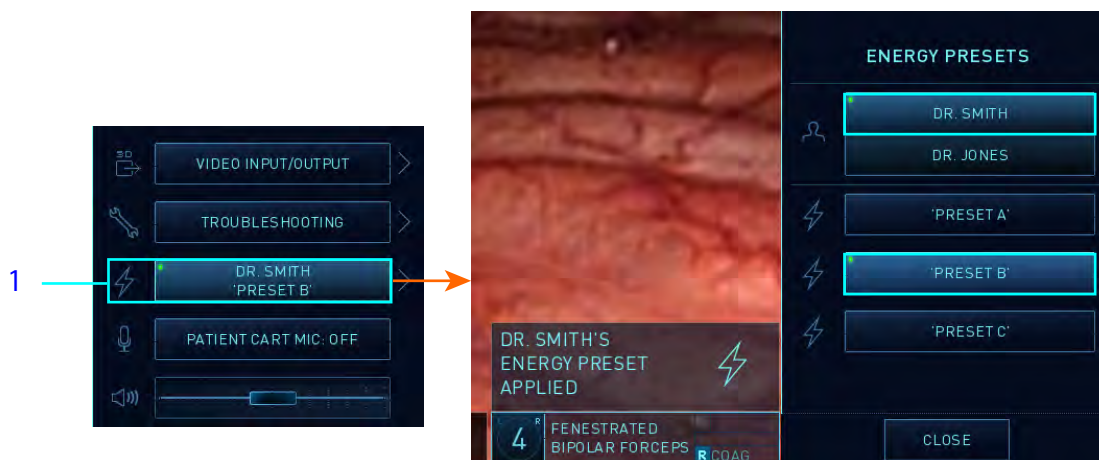 1
3D
VIDEO INPUT/OUTPUT
TROUBLESHOOTING
DR. SMITH
'PRESET B'
PATIENT CART MIC: OFF
DR. SMITH'S
ENERGY PRESET
APPLIED
4 R
FENESTRATED
BIPOLAR FORCEPS
R COAG
ENERGY PRESETS
DR. SMITH
DR. JONES
'PRESET A'
'PRESET B'
'PRESET C'
CLOSE